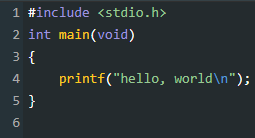 1 #include <stdio.h>
2 int main(void)
3 {
4     printf("hello, world\n");
5 }
6